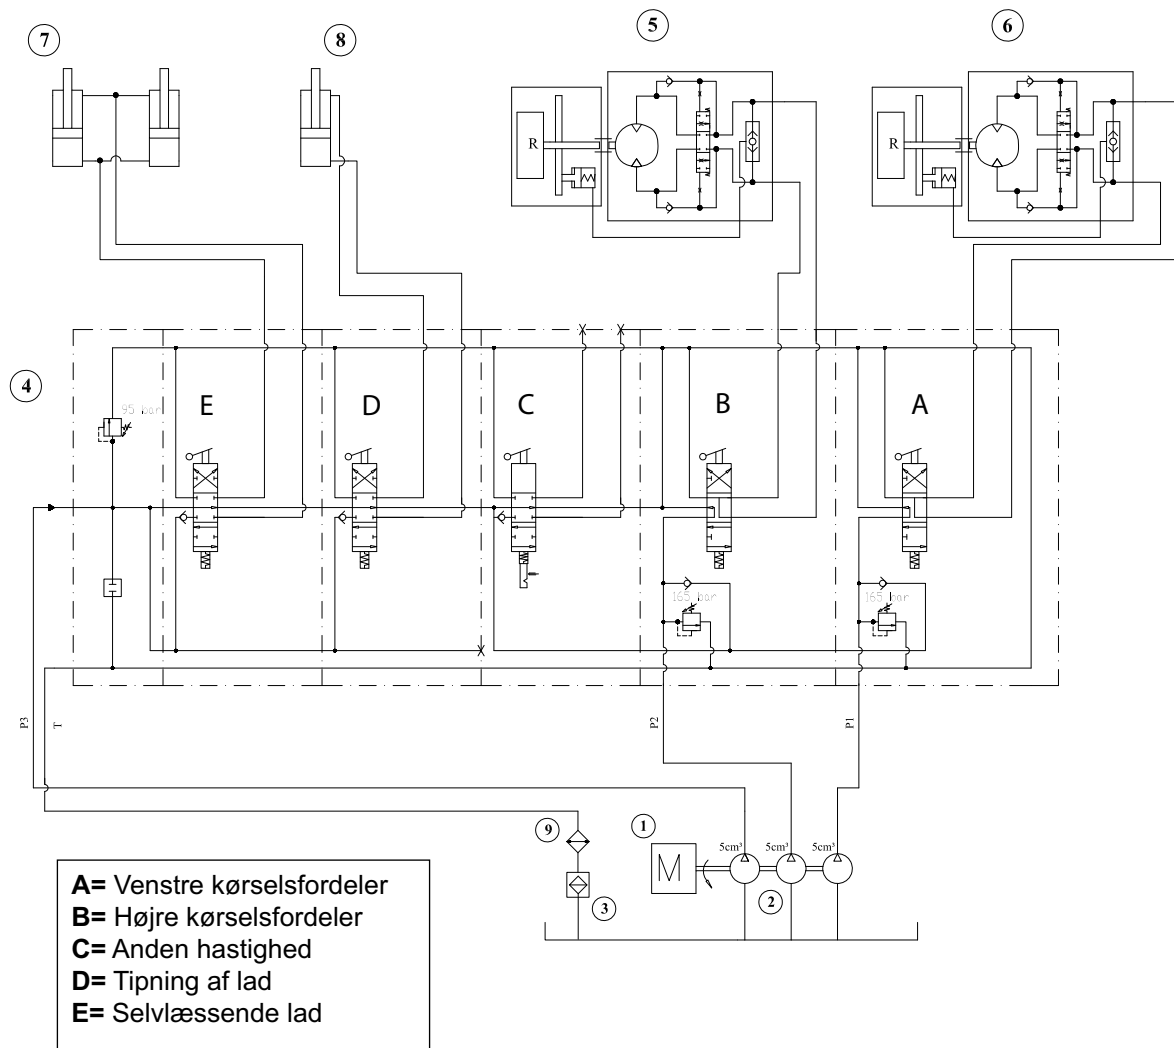 7
8
5
6
R
R
4
95 bar
E
D
C
B
A
165 bar
165 bar
P3
T
P2
P1
9
1
M
5cm³
5cm³
5cm³
3
2
A= Venstre kørselsfordeler
B= Højre kørselsfordeler
C= Anden hastighed
D= Tipning af lad
E= Selvlæssende lad